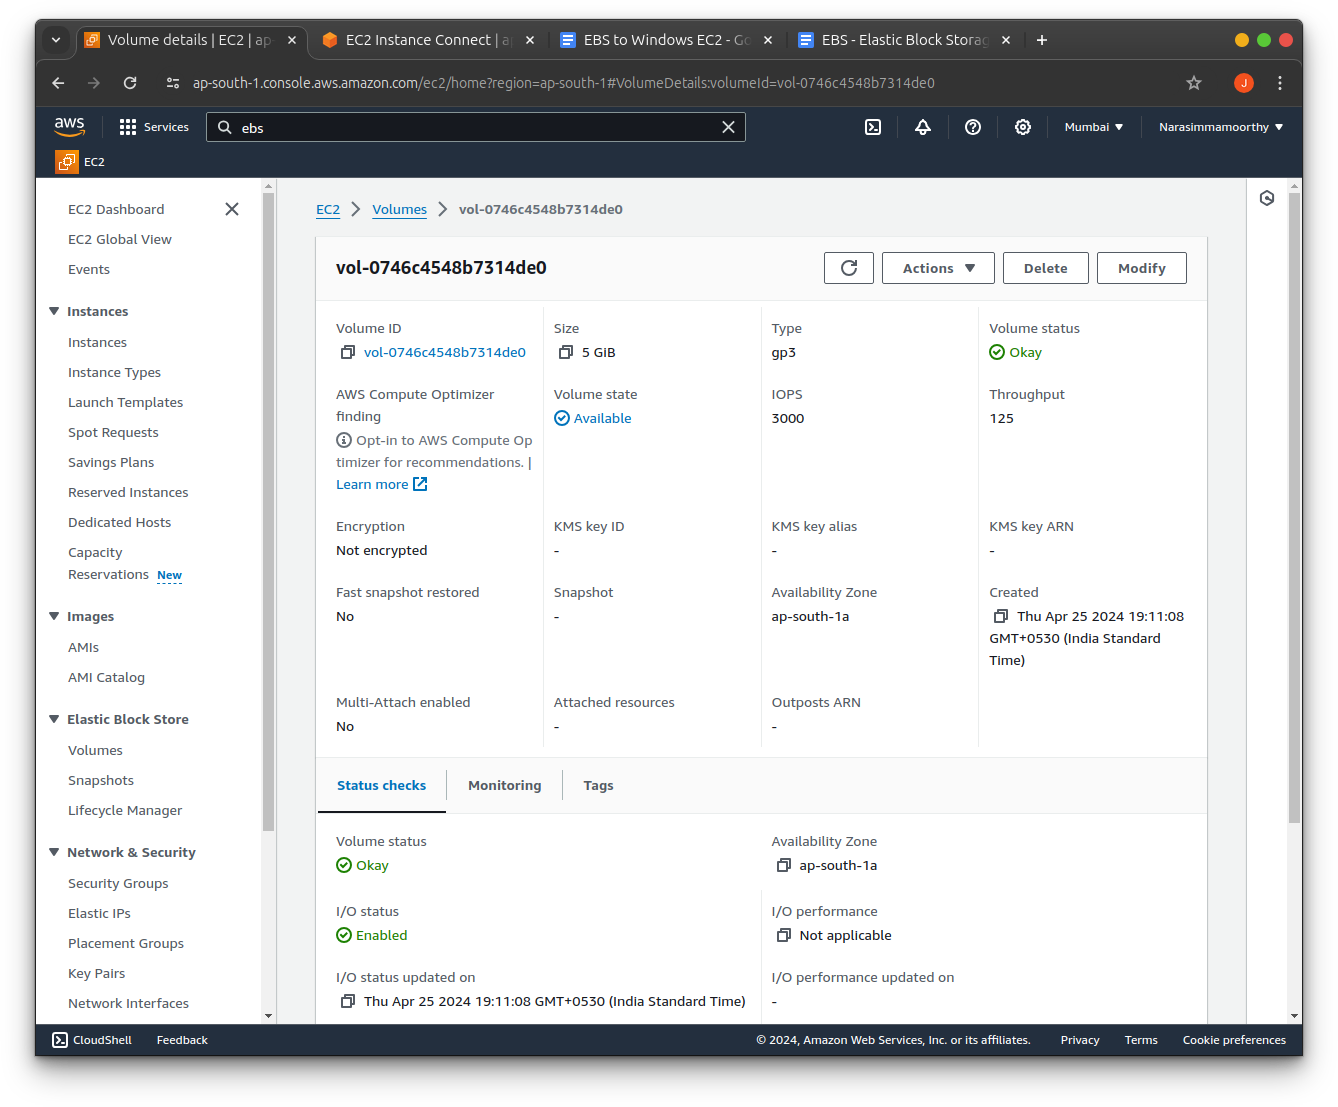 Volume details | EC2 | ap-
EC2 Instance Connect | a
EBS to Windows EC2 - Go
EBS - Elastic Block Storag
ap-south-1.console.aws.amazon.com/ec2/home?region=ap-south-1#VolumeDetails:volumeId=vol-0746c4548b7314de0
J
aws
Services
ebs
Mumbai
Narasimmamoorthy
EC2
EC2 Dashboard
EC2 Global View
Events
Instances
Instances
Instance Types
Launch Templates
Spot Requests
Savings Plans
Reserved Instances
Dedicated Hosts
Capacity
Reservations New
Images
AMIs
AMI Catalog
Elastic Block Store
Volumes
Snapshots
Lifecycle Manager
Network & Security
Security Groups
Elastic IPs
Placement Groups
Key Pairs
Network Interfaces
EC2 > Volumes > vol-0746c4548b7314de0
vol-0746c4548b7314de0
Actions
Delete
Modify
Volume ID
vol-0746c4548b7314de0
Size
5 GiB
Type
gp3
Volume status
Okay
AWS Compute Optimizer
finding
Opt-in to AWS Compute Op
timizer for recommendations. |
Learn more
Volume state
Available
IOPS
3000
Throughput
125
Encryption
Not encrypted
KMS key ID
-
KMS key alias
-
KMS key ARN
-
Fast snapshot restored
No
Snapshot
-
Availability Zone
ap-south-1a
Created
Thu Apr 25 2024 19:11:08
GMT+0530 (India Standard
Time)
Multi-Attach enabled
No
Attached resources
-
Outposts ARN
-
Status checks
Monitoring
Tags
Volume status
Okay
Availability Zone
ap-south-1a
I/O status
Enabled
I/O performance
Not applicable
I/O status updated on
Thu Apr 25 2024 19:11:08 GMT+0530 (India Standard Time)
I/O performance updated on
-
CloudShell
Feedback
© 2024, Amazon Web Services, Inc. or its affiliates.
Privacy
Terms
Cookie preferences